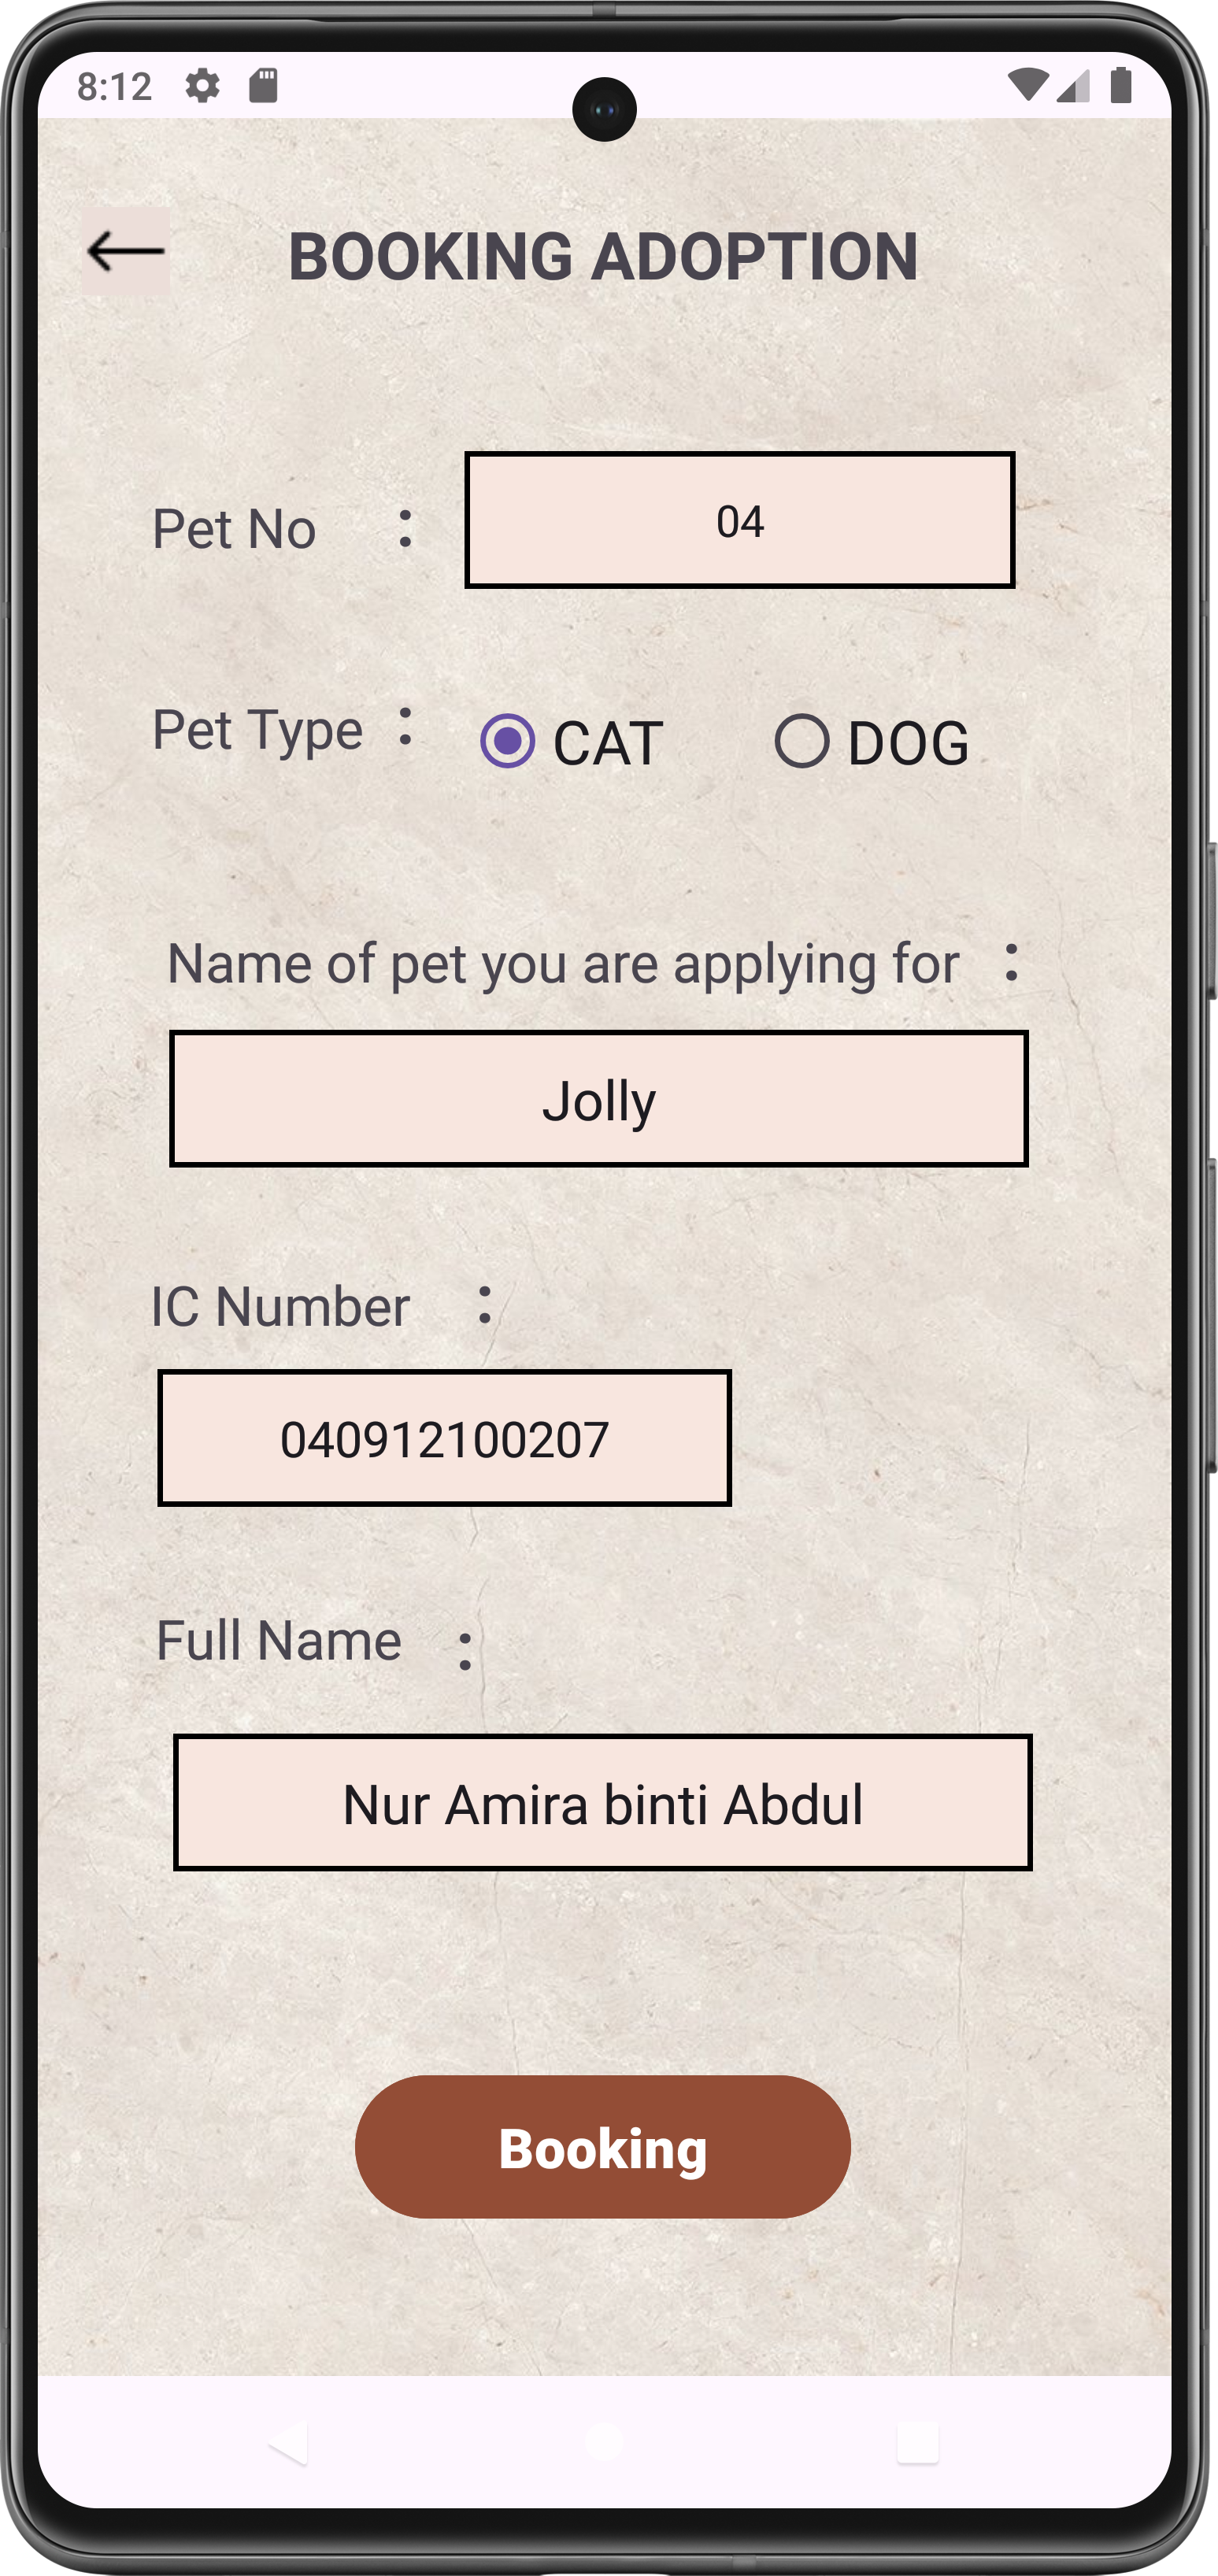 8:12
BOOKING ADOPTION
Pet No :
04
Pet Type : CAT DOG
Name of pet you are applying for :
Jolly
IC Number :
040912100207
Full Name :
Nur Amira binti Abdul
Booking